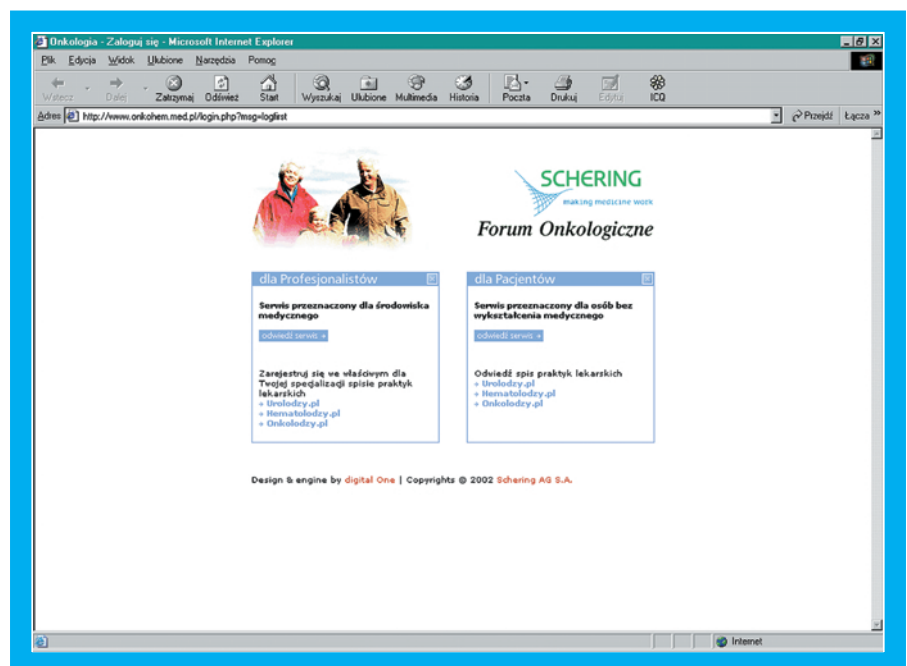 Onkologia - Zaloguj się - Microsoft Internet Explorer
Plik Edycja Widok Ulubione Narzędzia Pomoc
Wstecz Dalej Zatrzymaj Odśwież Start Wyszukaj Ulubione Multimedia Historia Poczta Drukuj Edytuj ICQ
Adres http://www.onkohem.med.pl/login.php?msg=logfirst Przejdź Łącza »
SCHERING
making medicine work
Forum Onkologiczne
dla Profesjonalistów
Serwis przeznaczony dla środowiska
medycznego
odwiedź serwis +
Zarejestruj się we właściwym dla
Twojej specjalizacji spisie praktyk
lekarskich
+ Urolodzy.pl
+ Hematolodzy.pl
+ Onkolodzy.pl
dla Pacjentów
Serwis przeznaczony dla osób bez
wykształcenia medycznego
odwiedź serwis +
Odwiedź spis praktyk lekarskich
+ Urolodzy.pl
+ Hematolodzy.pl
+ Onkolodzy.pl
Design & engine by digital One | Copyrights © 2002 Schering AG S.A.
Internet